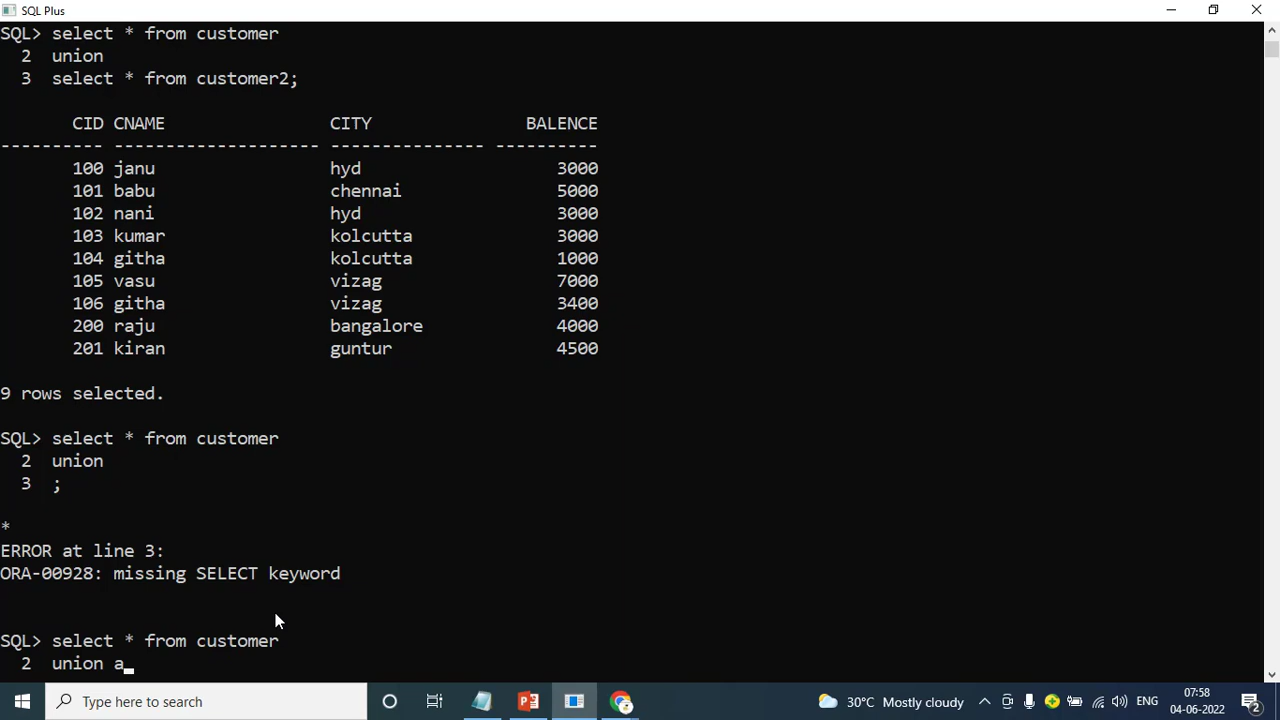 SQL Plus
SQL> select * from customer
2 union
3 select * from customer2;
CID CNAME CITY BALENCE
---------- -------------------- --------------- ----------
100 janu hyd 3000
101 babu chennai 5000
102 nani hyd 3000
103 kumar kolcutta 3000
104 githa kolcutta 1000
105 vasu vizag 7000
106 githa vizag 3400
200 raju bangalore 4000
201 kiran guntur 4500
9 rows selected.
SQL> select * from customer
2 union
3 ;
*
ERROR at line 3:
ORA-00928: missing SELECT keyword
SQL> select * from customer
2 union a_
Type here to search
30°C Mostly cloudy
ENG
07:58
04-06-2022
2